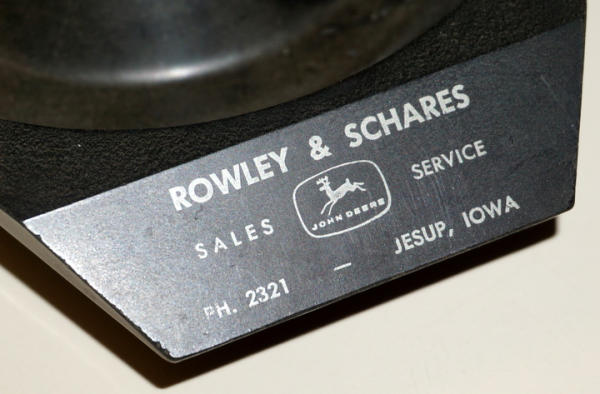 ROWLEY & SCHARES
SALES JOHN DEERE SERVICE
PH. 2321 — JESUP, IOWA